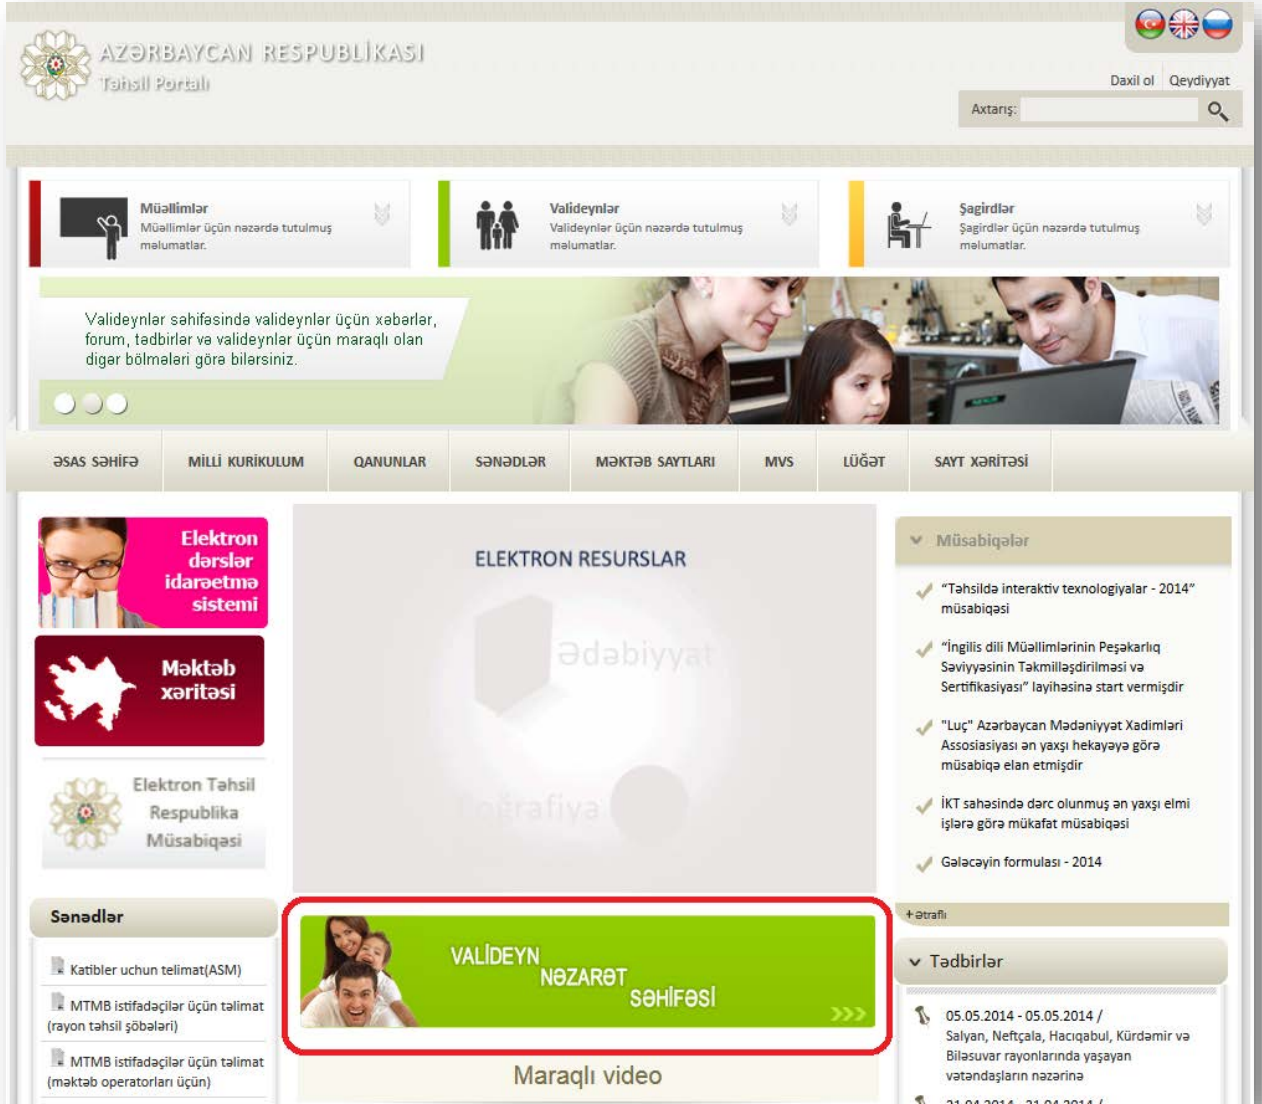 AZƏRBAYCAN RESPUBLİKASI
Təhsil Portalı
Daxil ol
Qeydiyyat
Axtarış:
Müəllimlər
Müəllimlər üçün nəzərdə tutulmuş
məlumatlar.
Valideynlər
Valideynlər üçün nəzərdə tutulmuş
məlumatlar.
Şagirdlər
Şagirdlər üçün nəzərdə tutulmuş
məlumatlar.
Valideynlər səhifəsində valideynlər üçün xəbərlər,
forum, tədbirlər və valideynlər üçün maraqlı olan
digər bölmələri görə bilərsiniz.
ƏSAS SƏHİFƏ
MİLLİ KURİKULUM
QANUNLAR
SƏNƏDLƏR
MƏKTƏB SAYTLARI
MVS
LÜĞƏT
SAYT XƏRİTƏSİ
Elektron
dərslər
idarəetmə
sistemi
Məktəb
xəritəsi
Elektron Təhsil
Respublika
Müsabiqəsi
Sənədlər
Katibler uchun telimat(ASM)
MTMB istifadəçilər üçün təlimat
(rayon təhsil şöbələri)
MTMB istifadəçilər üçün təlimat
(məktəb operatorları üçün)
ELEKTRON RESURSLAR
Ədəbiyyat
VALİDEYN
NƏZARƏT
SƏHİFƏSİ
>>>
Maraqlı video
Müsabiqələr
“Təhsildə interaktiv texnologiyalar - 2014”
müsabiqəsi
“İngilis dili Müəllimlərinin Peşəkarlıq
Səviyyəsinin Təkmilləşdirilməsi və
Sertifikasiyası” layihəsinə start vermişdir
"Luç" Azərbaycan Mədəniyyət Xadimləri
Assosiasiyası ən yaxşı hekayəyə görə
müsabiqə elan etmişdir
İKT sahəsində dərc olunmuş ən yaxşı elmi
işlərə görə mükafat müsabiqəsi
Gələcəyin formulası - 2014
+ətraflı
Tədbirlər
05.05.2014 - 05.05.2014 /
Salyan, Neftçala, Hacıqabul, Kürdəmir və
Biləsuvar rayonlarında yaşayan
vətəndaşların nəzərinə